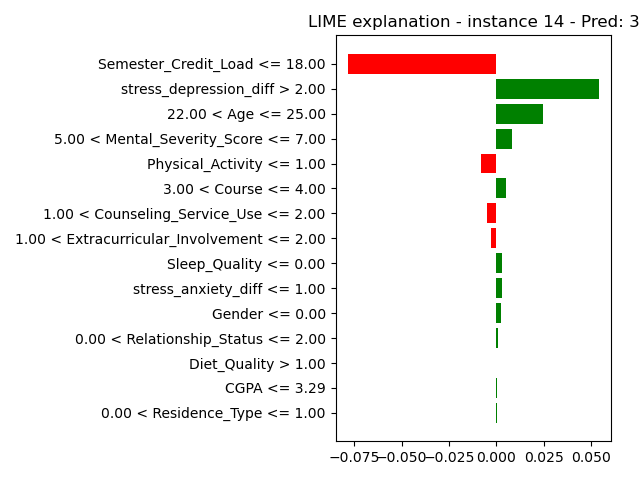 LIME explanation - instance 14 - Pred: 3
Semester_Credit_Load <= 18.00
stress_depression_diff > 2.00
22.00 < Age <= 25.00
5.00 < Mental_Severity_Score <= 7.00
Physical_Activity <= 1.00
3.00 < Course <= 4.00
1.00 < Counseling_Service_Use <= 2.00
1.00 < Extracurricular_Involvement <= 2.00
Sleep_Quality <= 0.00
stress_anxiety_diff <= 1.00
Gender <= 0.00
0.00 < Relationship_Status <= 2.00
Diet_Quality > 1.00
CGPA <= 3.29
0.00 < Residence_Type <= 1.00
−0.075 −0.050 −0.025 0.000 0.025 0.050